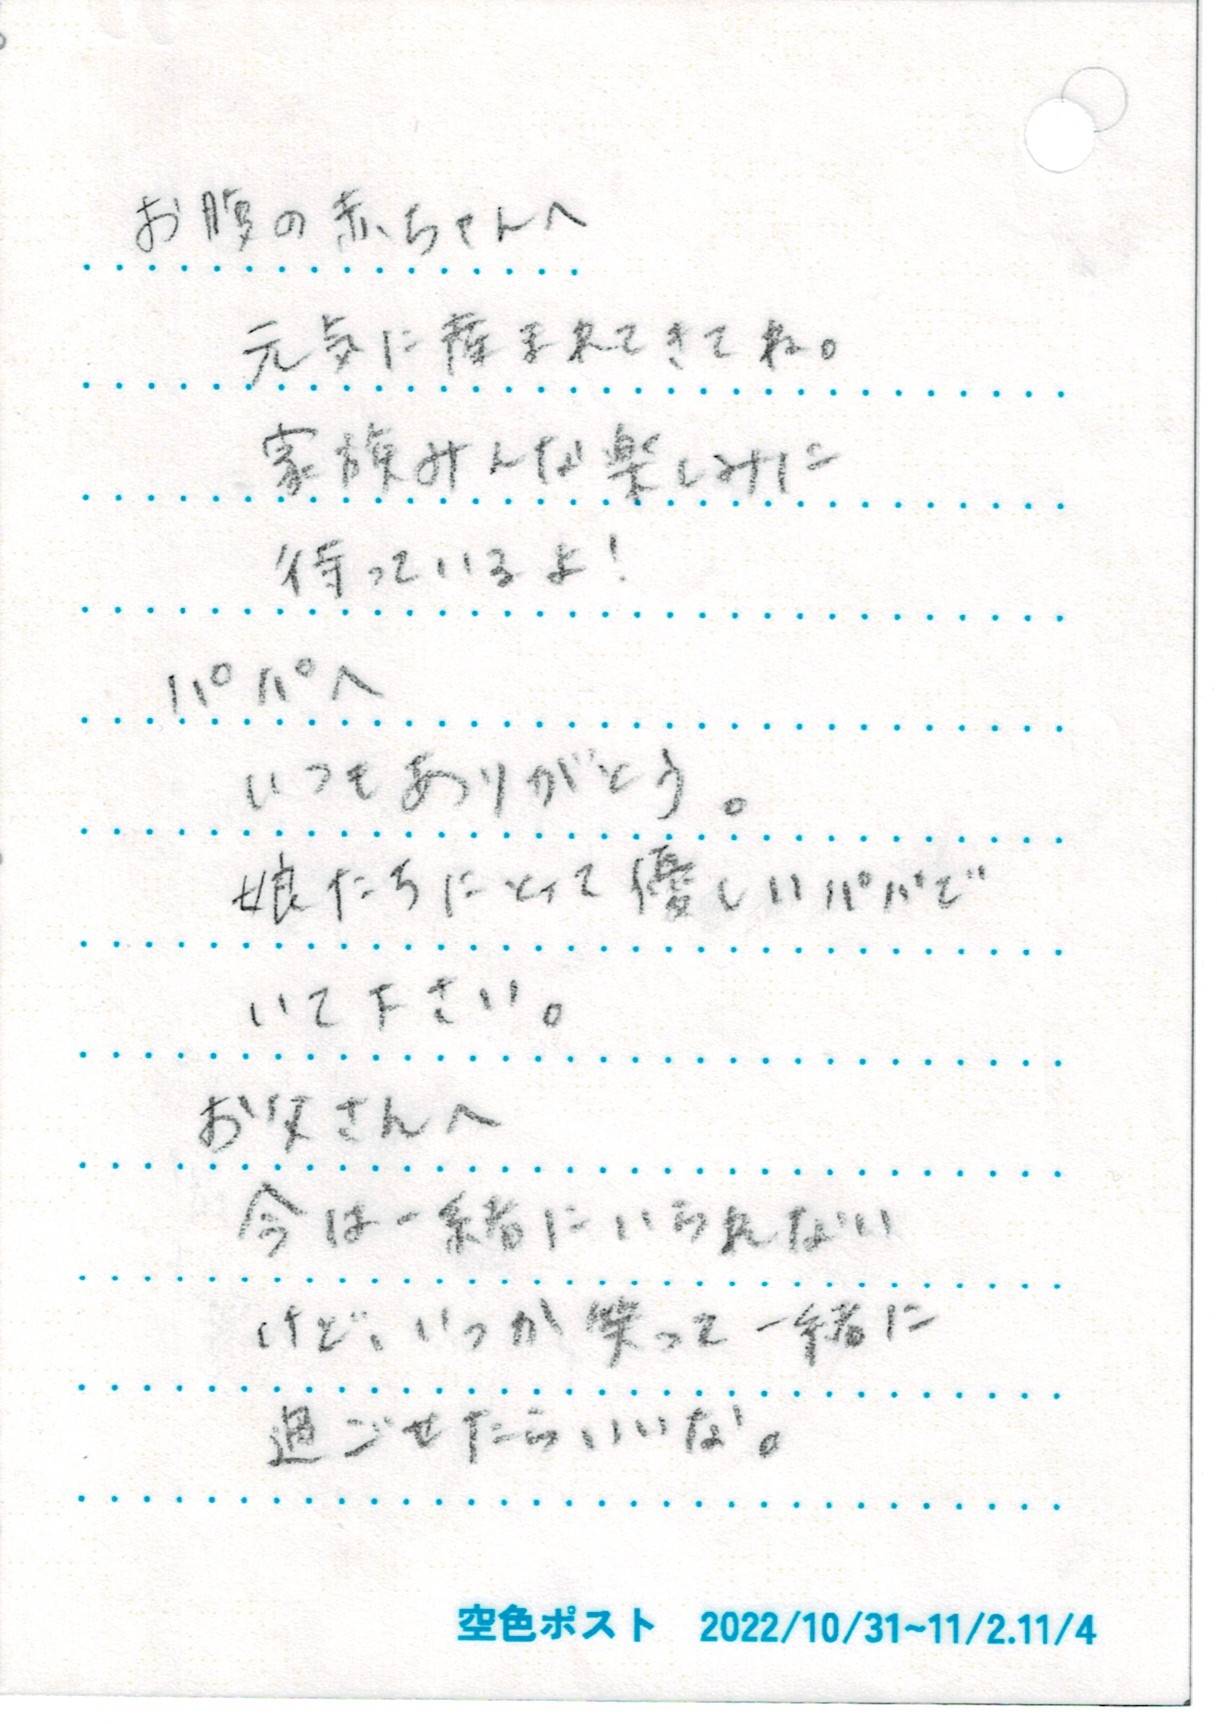 お腹の赤ちゃんへ
元気に産まれてきてね。
家族みんな楽しみに
待っているよ!
パパへ
いつもありがとう。
娘たちにとって優しいパパで
いて下さい。
お父さんへ
今は一緒にいられない
けど、いつか笑って一緒に
過ごせたらいいな。
空色ポスト 2022/10/31~11/2.11/4